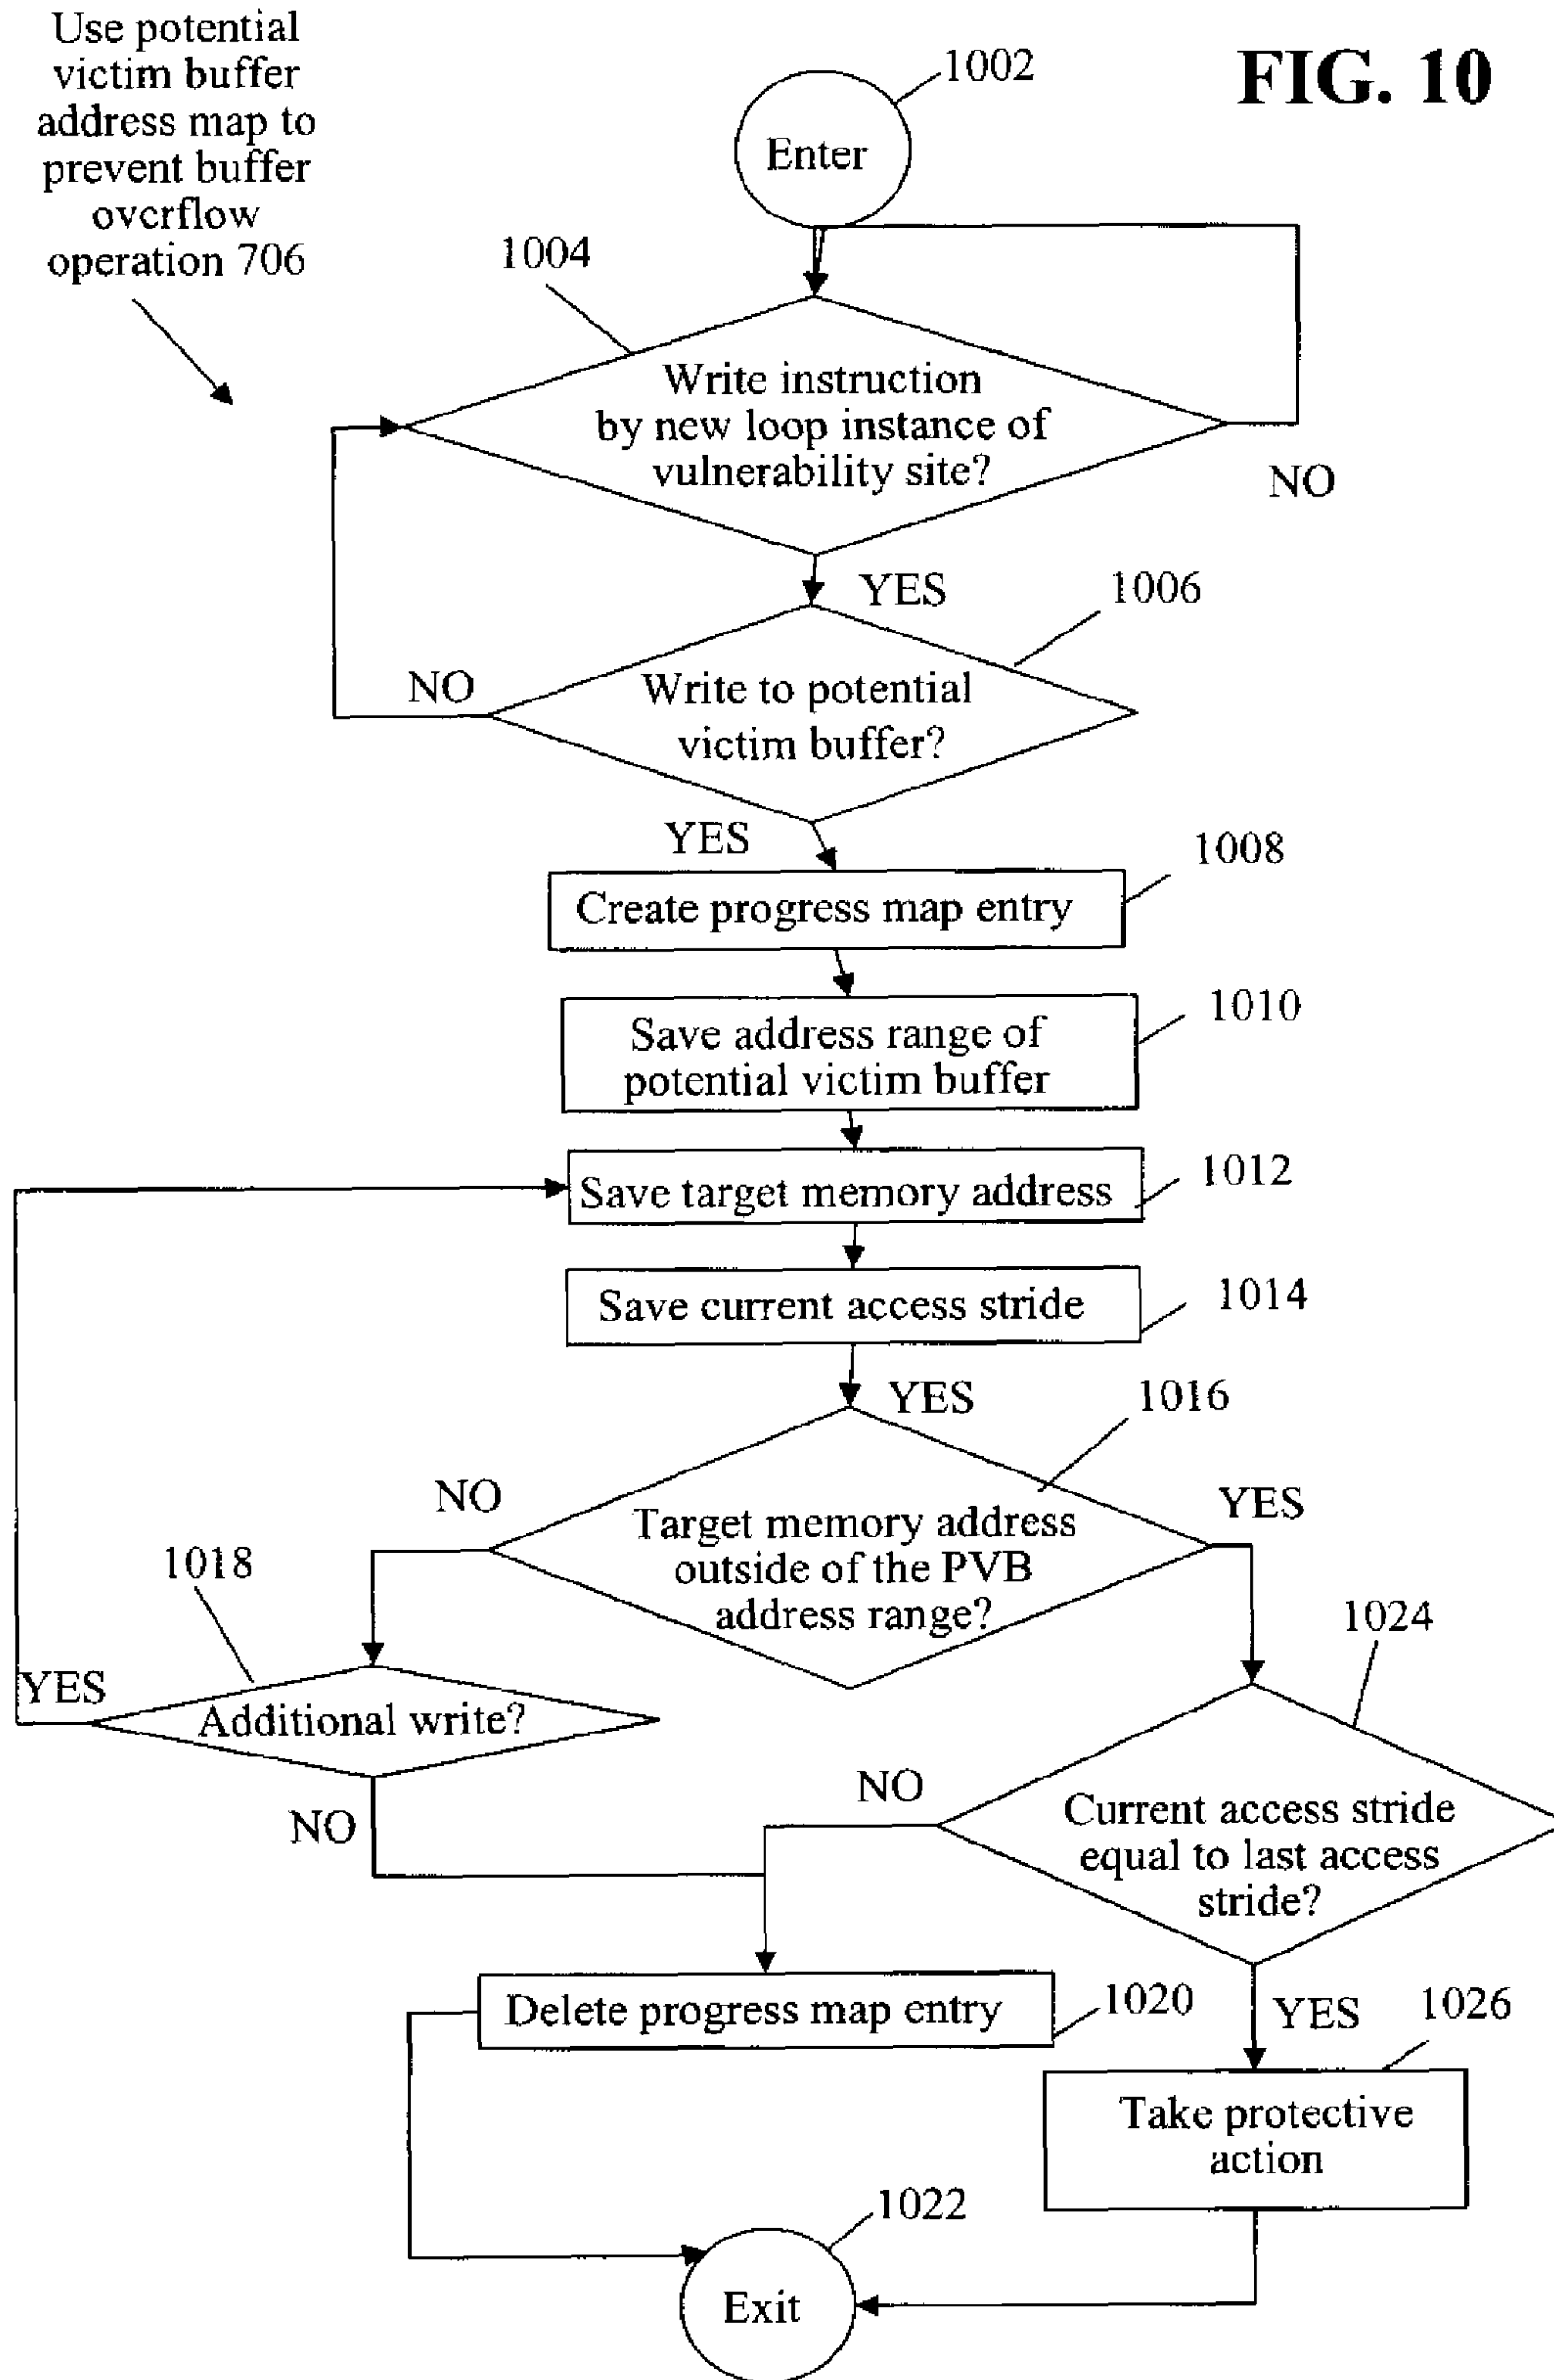 Use potential
victim buffer
address map to
prevent buffer
overflow
operation 706
FIG. 10
1002
Enter
1004
Write instruction
by new loop instance of
vulnerability site?
NO
YES
1006
Write to potential
victim buffer?
NO
YES
1008
Create progress map entry
1010
Save address range of
potential victim buffer
1012
Save target memory address
1014
Save current access stride
YES
1016
NO
YES
Target memory address
outside of the PVB
address range?
1018
1024
YES
Additional write?
NO
NO
Current access stride
equal to last access
stride?
Delete progress map entry
1020
YES
1026
Take protective
action
1022
Exit